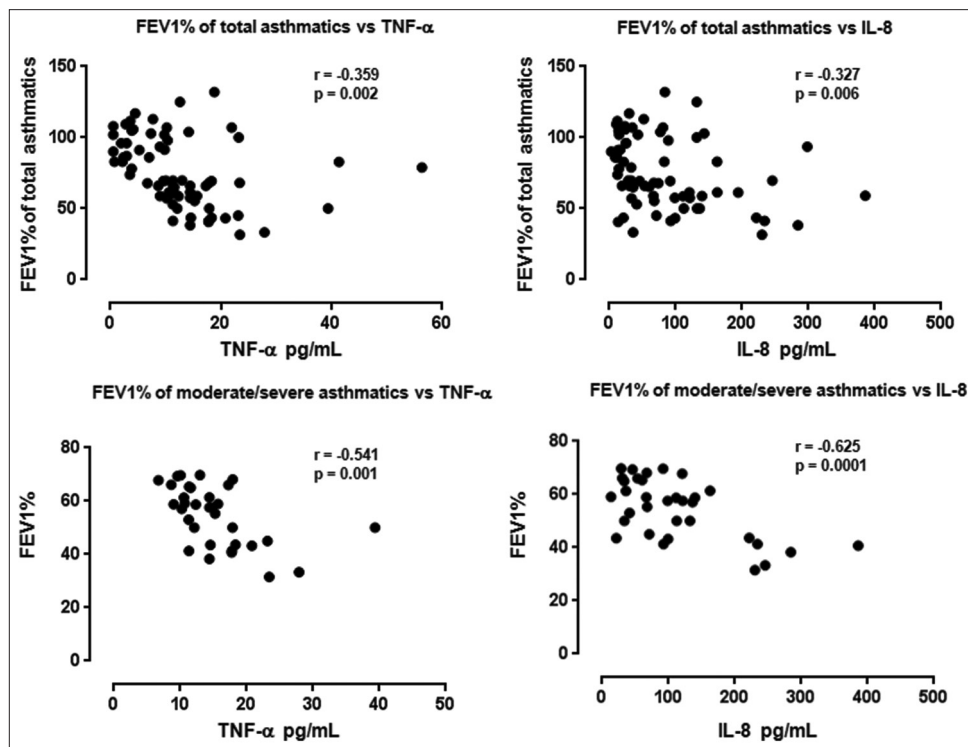 FEV1% of total asthmatics vs TNF-α
r = -0.359
p = 0.002
FEV1% of total asthmatics
150
100
50
0
0 20 40 60
TNF-α pg/mL
FEV1% of total asthmatics vs IL-8
r = -0.327
p = 0.006
FEV1% of total asthmatics
150
100
50
0
0 100 200 300 400 500
IL-8 pg/mL
FEV1% of moderate/severe asthmatics vs TNF-α
r = -0.541
p = 0.001
FEV1%
80
60
40
20
0
0 10 20 30 40 50
TNF-α pg/mL
FEV1% of moderate/severe asthmatics vs IL-8
r = -0.625
p = 0.0001
FEV1%
80
60
40
20
0
0 100 200 300 400 500
IL-8 pg/mL